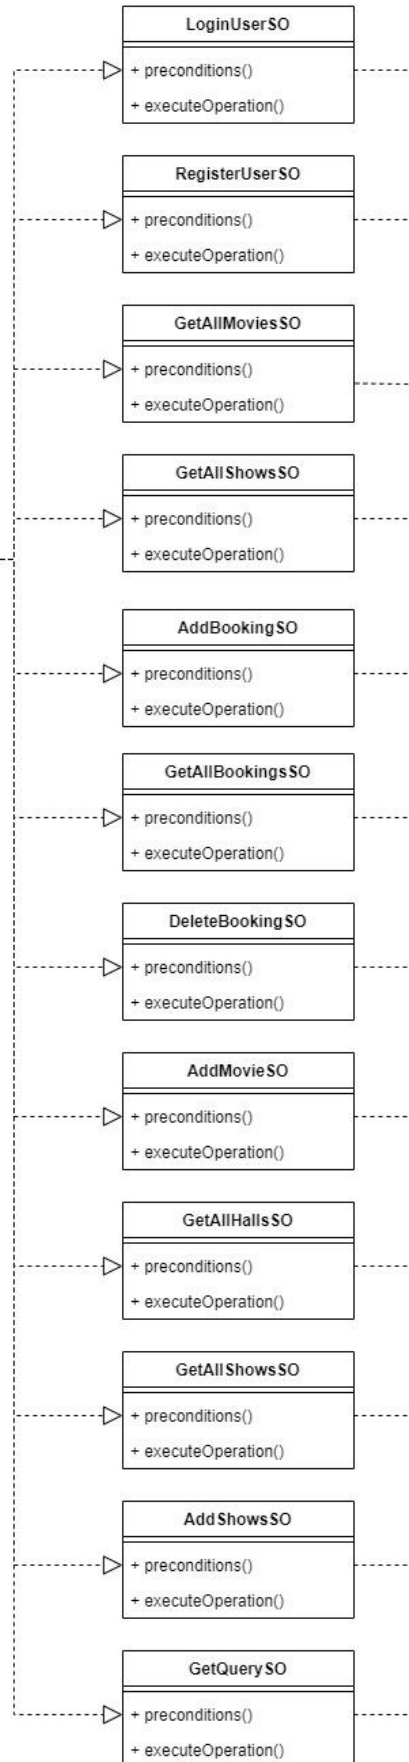 LoginUserSO
+ preconditions()
+ executeOperation()
RegisterUserSO
+ preconditions()
+ executeOperation()
GetAllMoviesSO
+ preconditions()
+ executeOperation()
GetAllShowsSO
+ preconditions()
+ executeOperation()
AddBookingSO
+ preconditions()
+ executeOperation()
GetAllBookingsSO
+ preconditions()
+ executeOperation()
DeleteBookingSO
+ preconditions()
+ executeOperation()
AddMovieSO
+ preconditions()
+ executeOperation()
GetAllHallsSO
+ preconditions()
+ executeOperation()
GetAllShowsSO
+ preconditions()
+ executeOperation()
AddShowsSO
+ preconditions()
+ executeOperation()
GetQuerySO
+ preconditions()
+ executeOperation()